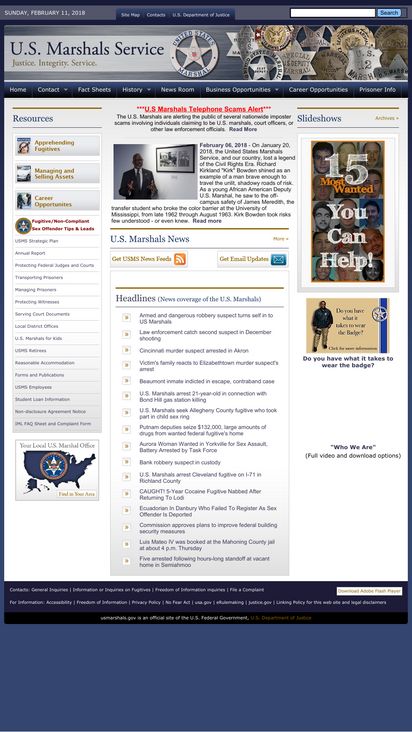 SUNDAY, FEBRUARY 11, 2018
Site Map Contacts U.S. Department of Justice
Search
U.S. Marshals Service
Justice. Integrity. Service.
Home Contact Fact Sheets History News Room Business Opportunities Career Opportunities Prisoner Info
Resources
Apprehending
Fugitives
Managing and
Selling Assets
Career
Opportunites
Fugitive/Non-Compliant
Sex Offender Tips & Leads
USMS Strategic Plan
Annual Report
Protecting Federal Judges and Courts
Transporting Prisoners
Managing Prisoners
Protecting Witnesses
Serving Court Documents
Local District Offices
U.S. Marshals for Kids
USMS Retirees
Reasonable Accommodation
Forms and Publications
USMS Employees
Student Loan Information
Non-disclosure Agreement Notice
IML FAQ Sheet and Complaint Form
Your Local U.S. Marshal Office
Find in Your Area
***U.S Marshals Telephone Scams Alert***
The U.S. Marshals are alerting the public of several nationwide imposter
scams involving individuals claiming to be U.S. marshals, court officers, or
other law enforcement officials. Read More
February 06, 2018 - On January 20,
2018, the United States Marshals
Service, and our country, lost a legend
of the Civil Rights Era. Richard
Kirkland "Kirk" Bowden shined as an
example of a man brave enough to
travel the unlit, shadowy roads of risk.
As a young African American Deputy
U.S. Marshal, he saw to the off-
campus safety of James Meredith, the
transfer student who broke the color barrier at the University of
Mississippi, from late 1962 through August 1963. Kirk Bowden took risks
few understood - or even knew. Read more
U.S. Marshals News
More »
Get USMS News Feeds
Get Email Updates
Headlines (News coverage of the U.S. Marshals)
Armed and dangerous robbery suspect turns self in to
US Marshals
Law enforcement catch second suspect in December
shooting
Cincinnati murder suspect arrested in Akron
Victim's family reacts to Elizabethtown murder suspect's
arrest
Beaumont inmate indicted in escape, contraband case
U.S. Marshals arrest 21-year-old in connection with
Bond Hill gas station killing
U.S. Marshals seek Allegheny County fugitive who took
part in child sex ring
Putnam deputies seize $132,000, large amounts of
drugs from wanted federal fugitive's home
Aurora Woman Wanted in Yorkville for Sex Assault,
Battery Arrested by Task Force
Bank robbery suspect in custody
U.S. Marshals arrest Cleveland fugitive on I-71 in
Richland County
CAUGHT! 5-Year Cocaine Fugitive Nabbed After
Returning To Lodi
Ecuadorian In Danbury Who Failed To Register As Sex
Offender Is Deported
Commission approves plans to improve federal building
security measures
Luis Mateo IV was booked at the Mahoning County jail
at about 4 p.m. Thursday
Five arrested following hours-long standoff at vacant
home in Semiahmoo
Slideshows
Archives »
15
Most
Wanted
You
Can
Help!
Do you have
what it
takes to wear
the badge?
Click for more information
Do you have what it takes to
wear the badge?
"Who We Are"
(Full video and download options)
Contacts: General Inquiries | Information or Inquiries on Fugitives | Freedom of Information inquiries | File a Complaint
Download Adobe Flash Player
For Information: Accessibility | Freedom of Information | Privacy Policy | No Fear Act | usa.gov | eRulemaking | justice.gov | Linking Policy for this web site and legal disclaimers
usmarshals.gov is an official site of the U.S. Federal Government, U.S. Department of Justice